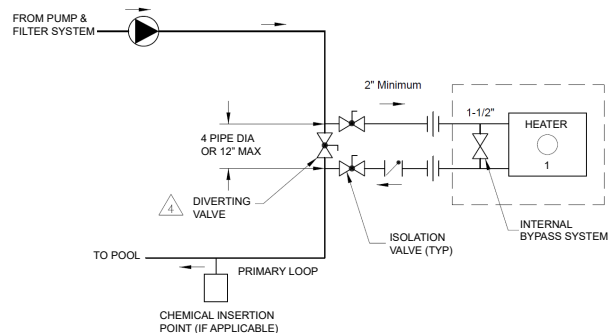 FROM PUMP &
FILTER SYSTEM
2" Minimum
1-1/2"
HEATER
1
4 PIPE DIA
OR 12" MAX
4
DIVERTING
VALVE
ISOLATION
VALVE (TYP)
INTERNAL
BYPASS SYSTEM
TO POOL
PRIMARY LOOP
CHEMICAL INSERTION
POINT (IF APPLICABLE)